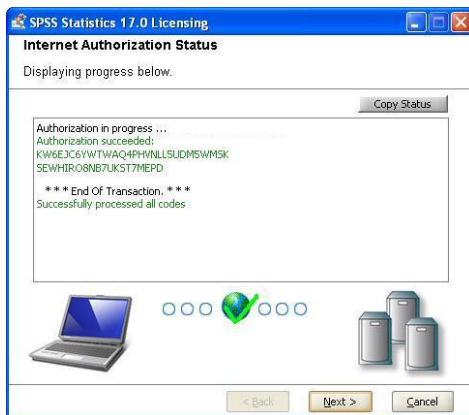 SPSS Statistics 17.0 Licensing
Internet Authorization Status
Displaying progress below.
Copy Status
Authorization in progress ...
Authorization succeeded:
KW6EJC6YWTWAQ4PHVNLLSUDM5WMSK
SEWHIRO8NB7UKST7MEPD
* * * End Of Transaction. * * *
Successfully processed all codes
< Back
Next >
Cancel